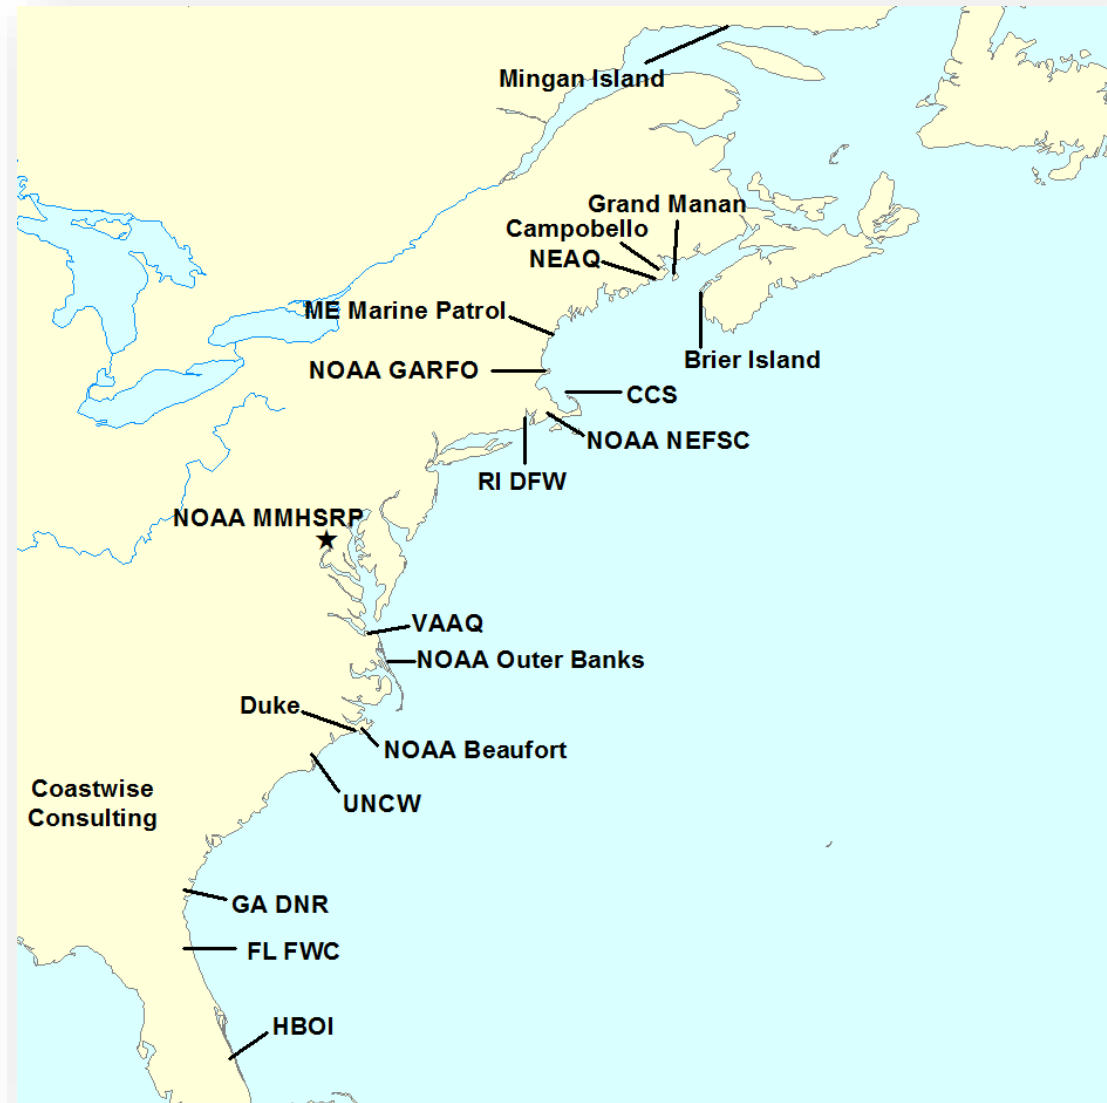 Mingan Island
Grand Manan
Campobello
NEAQ
ME Marine Patrol
Brier Island
NOAA GARFO
CCS
NOAA NEFSC
RI DFW
NOAA MMHSRP
VAAQ
NOAA Outer Banks
Duke
NOAA Beaufort
Coastwise
Consulting
UNCW
GA DNR
FL FWC
HBOI